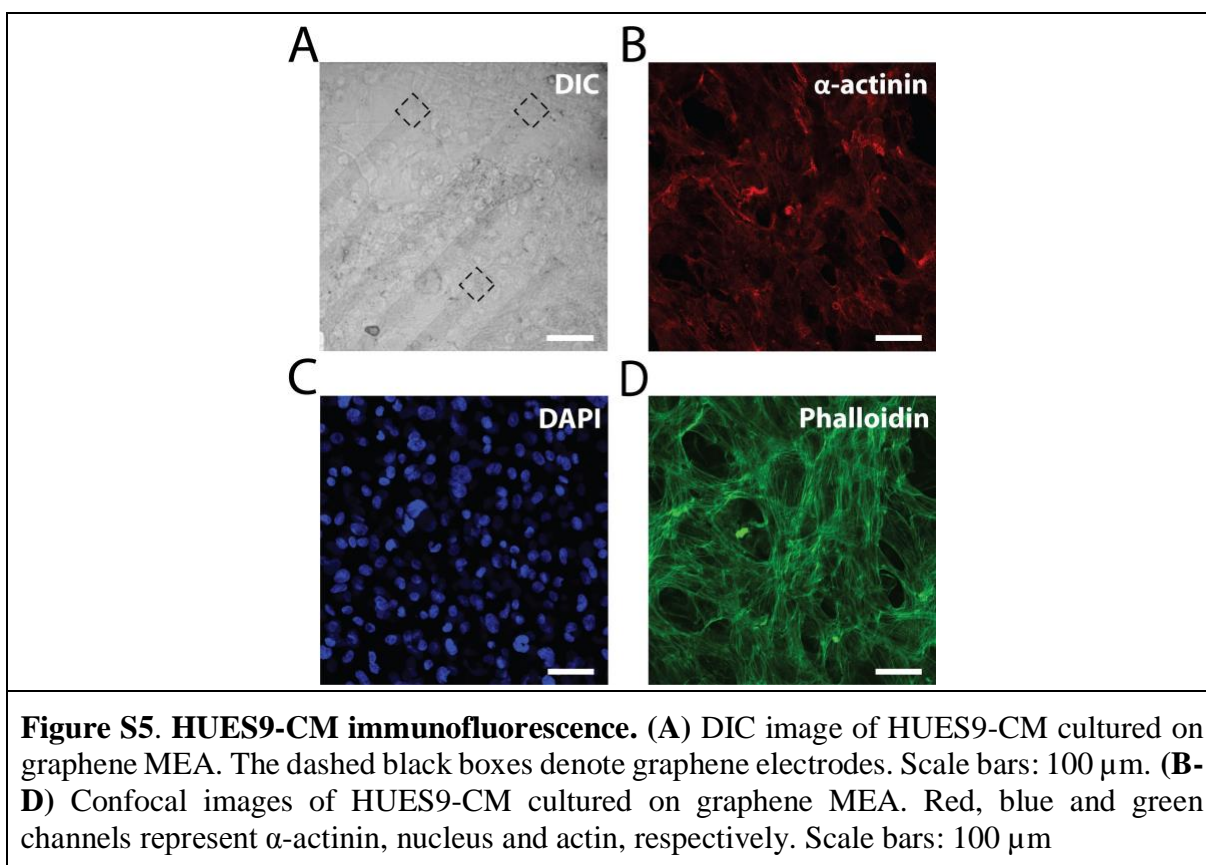 A
B
DIC
α-actinin
C
D
DAPI
Phalloidin
Figure S5. HUES9-CM immunofluorescence. (A) DIC image of HUES9-CM cultured on
graphene MEA. The dashed black boxes denote graphene electrodes. Scale bars: 100 µm. (B-
D) Confocal images of HUES9-CM cultured on graphene MEA. Red, blue and green
channels represent α-actinin, nucleus and actin, respectively. Scale bars: 100 µm